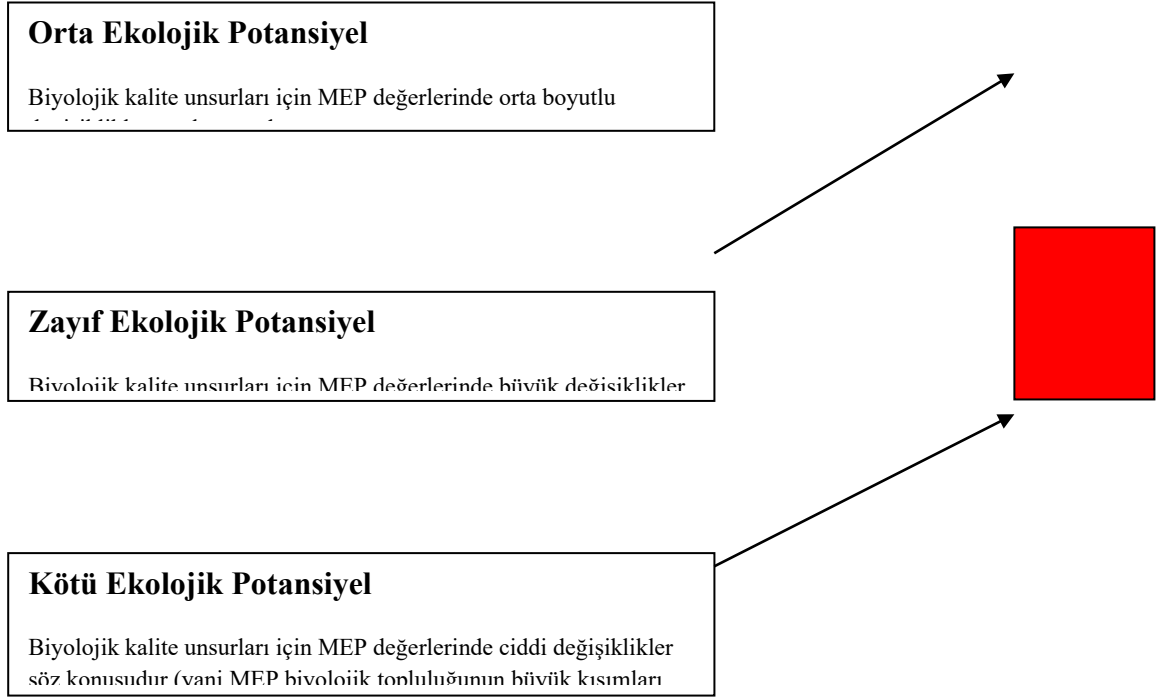 Orta Ekolojik Potansiyel
Biyolojik kalite unsurları için MEP değerlerinde orta boyutlu
Zayıf Ekolojik Potansiyel
Biyolojik kalite unsurları için MEP değerlerinde büyük değişiklikler
Kötü Ekolojik Potansiyel
Biyolojik kalite unsurları için MEP değerlerinde ciddi değişiklikler
söz konusudur (yani MEP biyolojik topluluğunun büyük kısımları